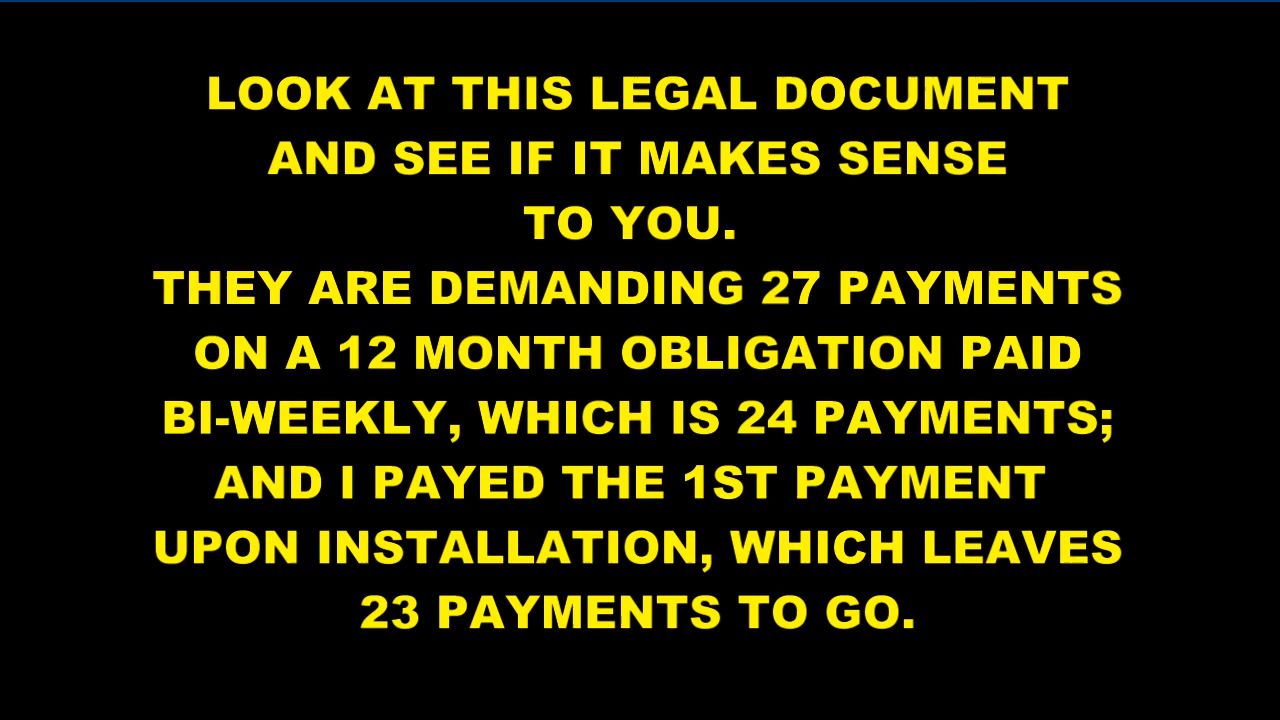 LOOK AT THIS LEGAL DOCUMENT
AND SEE IF IT MAKES SENSE
TO YOU.
THEY ARE DEMANDING 27 PAYMENTS
ON A 12 MONTH OBLIGATION PAID
BI-WEEKLY, WHICH IS 24 PAYMENTS;
AND I PAYED THE 1ST PAYMENT
UPON INSTALLATION, WHICH LEAVES
23 PAYMENTS TO GO.